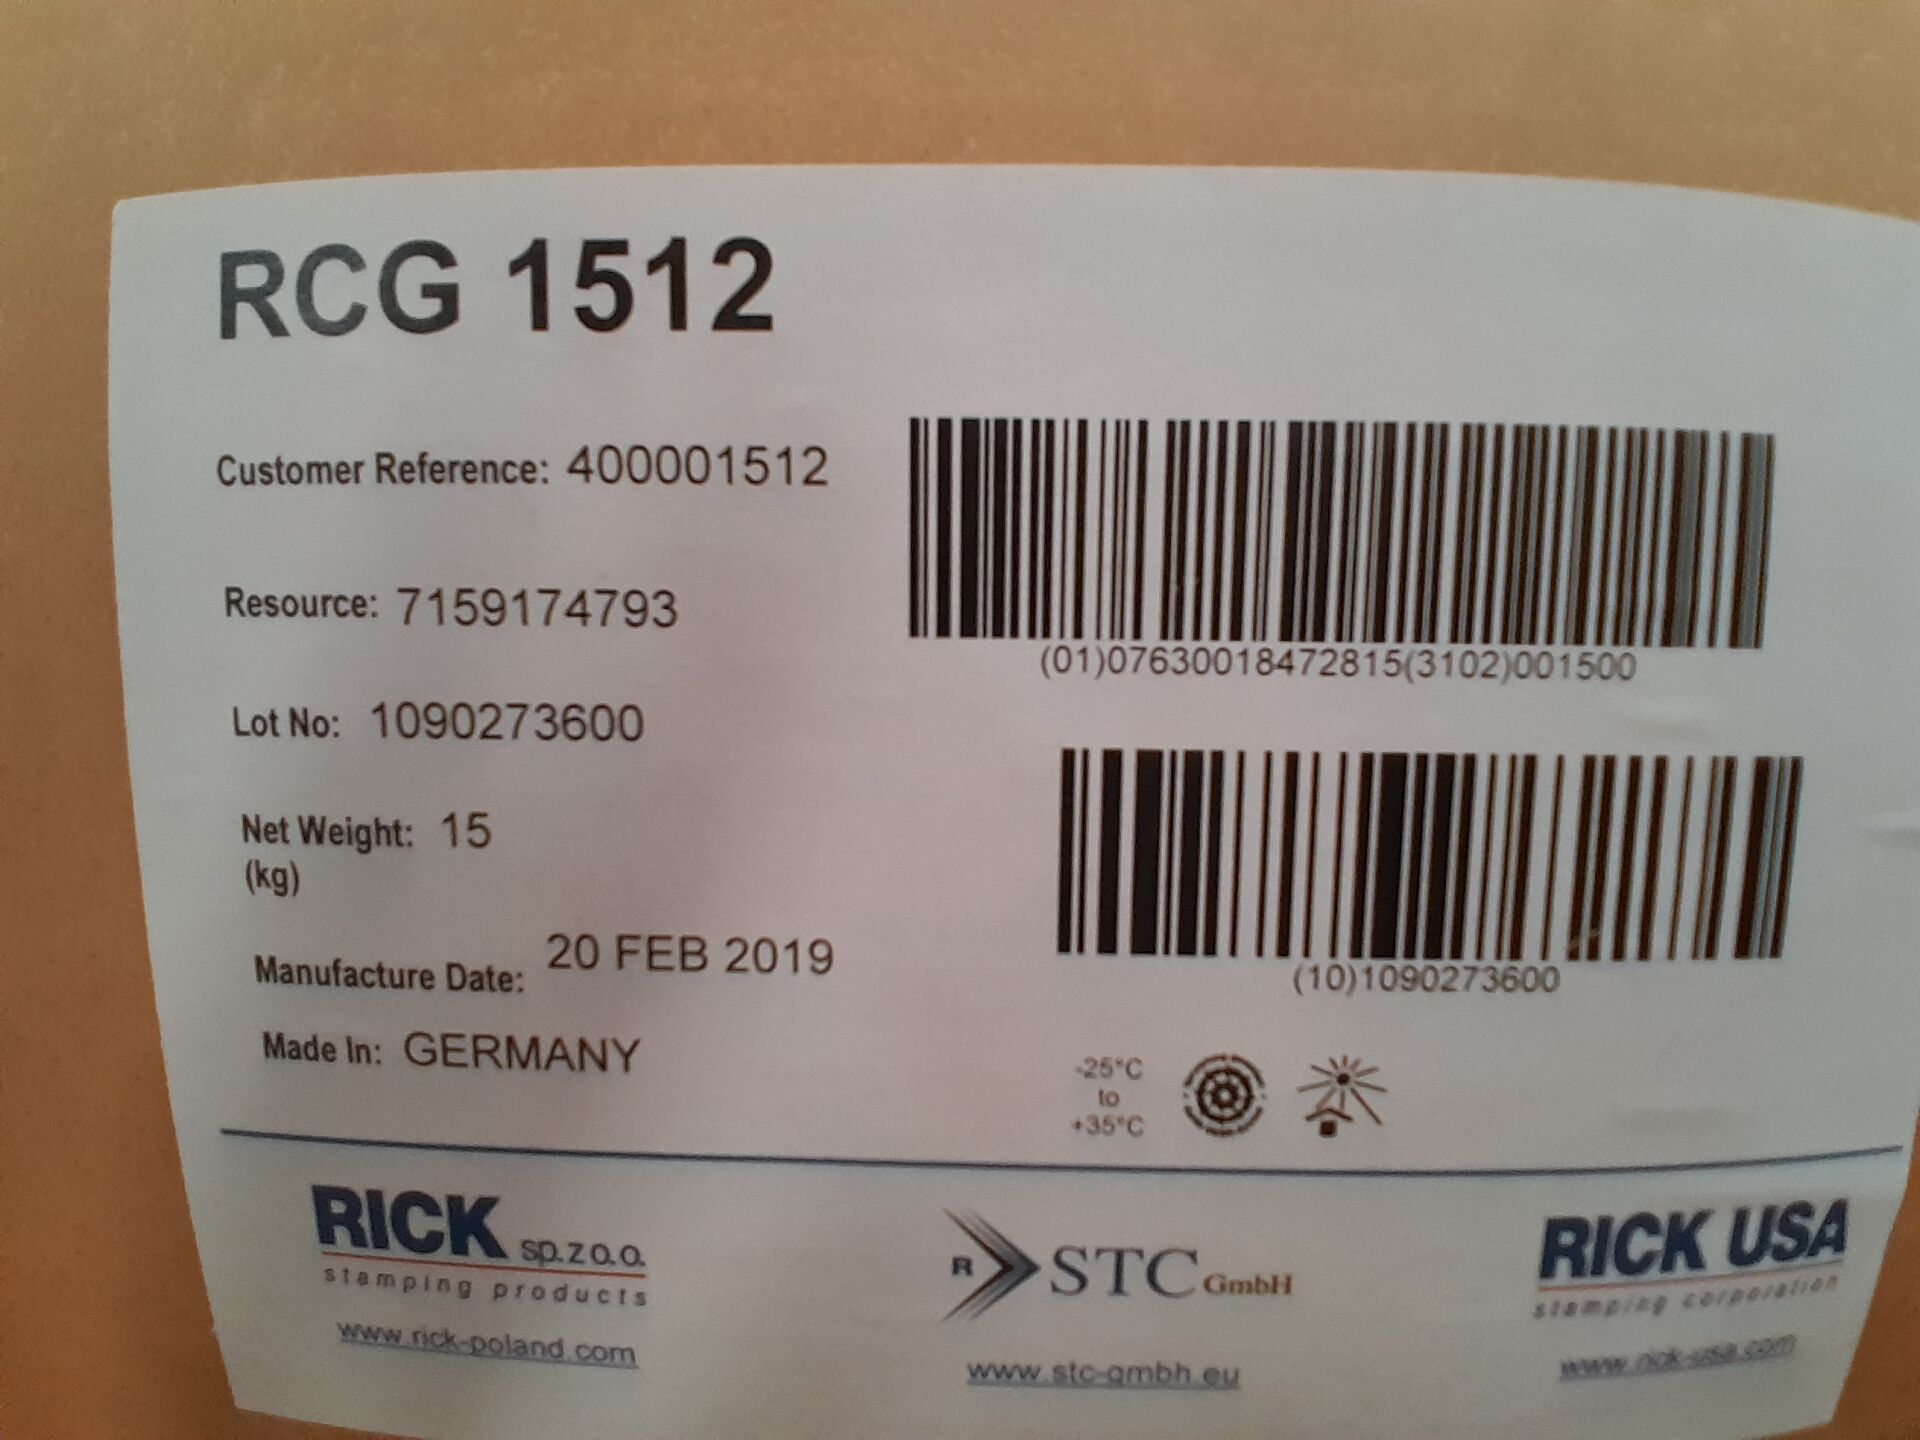 RCG 1512
Customer Reference: 400001512
(01)07630018472815(3102)001500
Resource: 7159174793
Lot No: 1090273600
Net Weight: 15
(kg)
(10)1090273600
Manufacture Date: 20 FEB 2019
Made In: GERMANY
-25°C
to
+35°C
RICK sp.zo.o.
stamping products
www.rick-poland.com
R STC GmbH
www.stc-gmbh.eu
RICK USA
stamping corporation
www.rick-usa.com